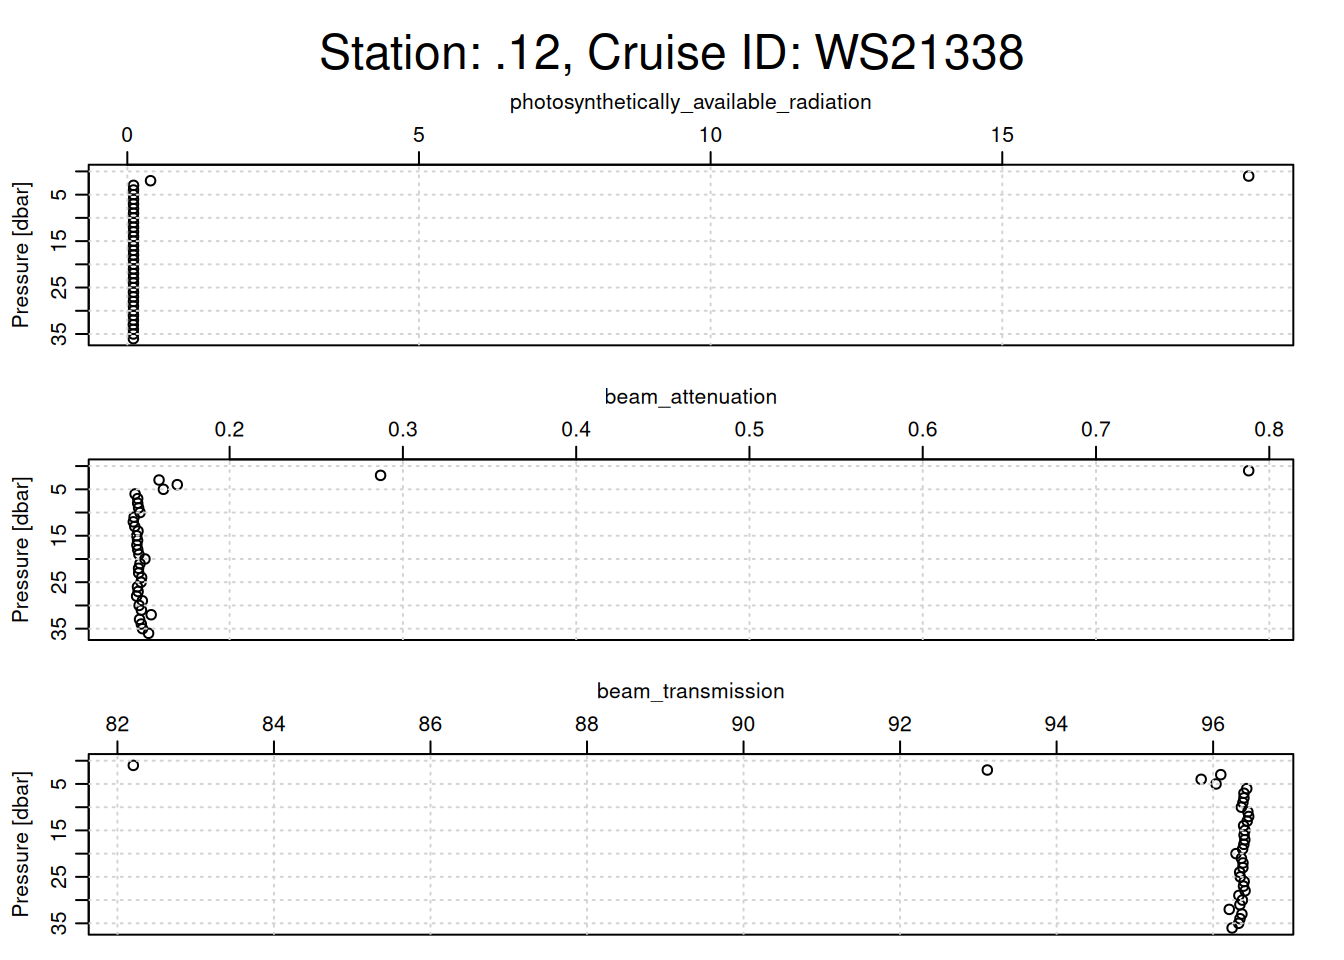 Station: .12, Cruise ID: WS21338
photosynthetically_available_radiation
0 5 10 15
Pressure [dbar]
5
15
25
35
beam_attenuation
0.2 0.3 0.4 0.5 0.6 0.7 0.8
Pressure [dbar]
5
15
25
35
beam_transmission
82 84 86 88 90 92 94 96
Pressure [dbar]
5
15
25
35